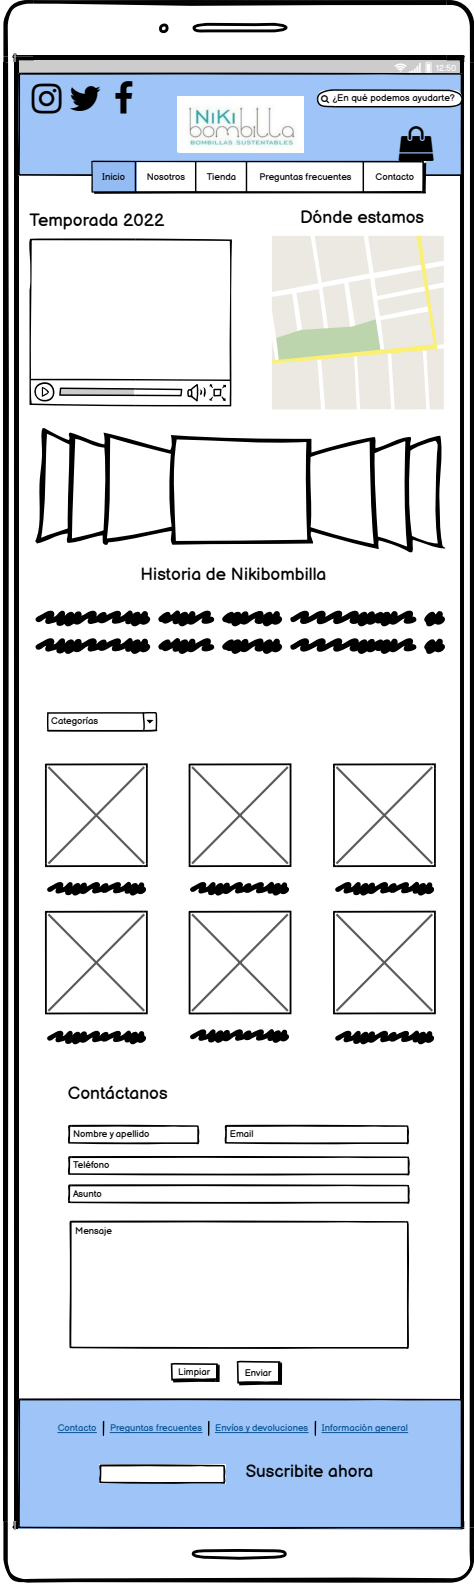 12:50
¿En qué podemos ayudarte?
NiKi
bombilla
BOMBILLAS SUSTENTABLES
Inicio Nosotros Tienda Preguntas frecuentes Contacto
Temporada 2022
Dónde estamos
Historia de Nikibombilla
Categorías
Contáctanos
Nombre y apellido Email
Teléfono
Asunto
Mensaje
Limpiar Enviar
Contacto Preguntas frecuentes Envíos y devoluciones Información general
Suscribite ahora